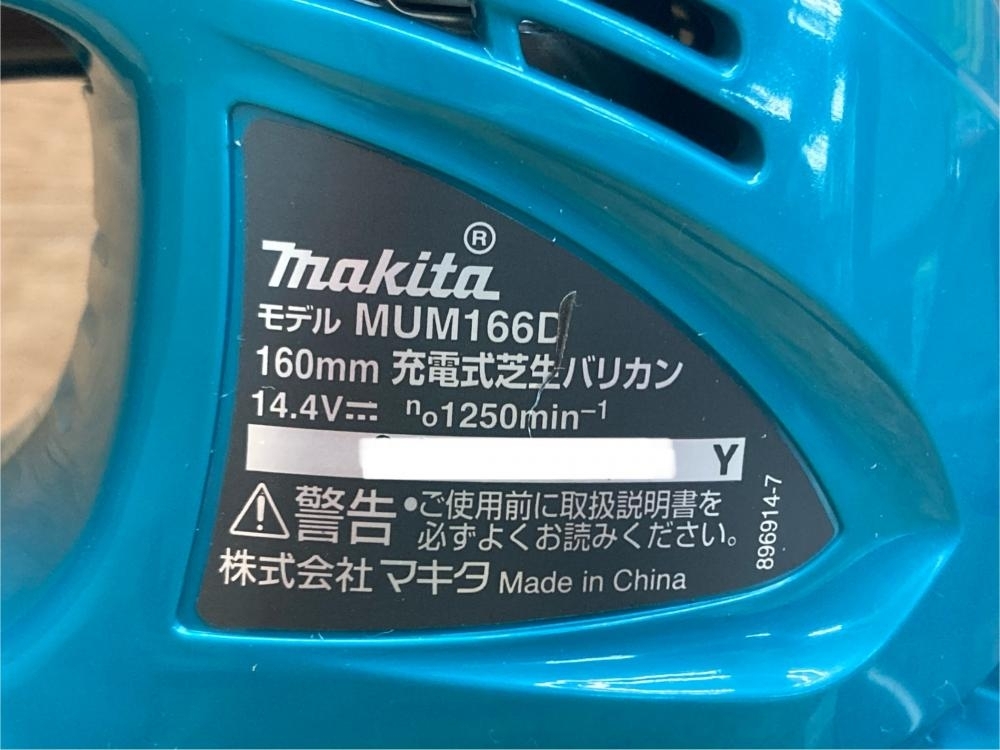 makita®
モデル MUM166D
160mm 充電式芝生バリカン
14.4V⎓ no1250min⁻¹
Y
警告 •ご使用前に取扱説明書を
必ずよくお読みください。
株式会社 マキタ Made in China
896914-7